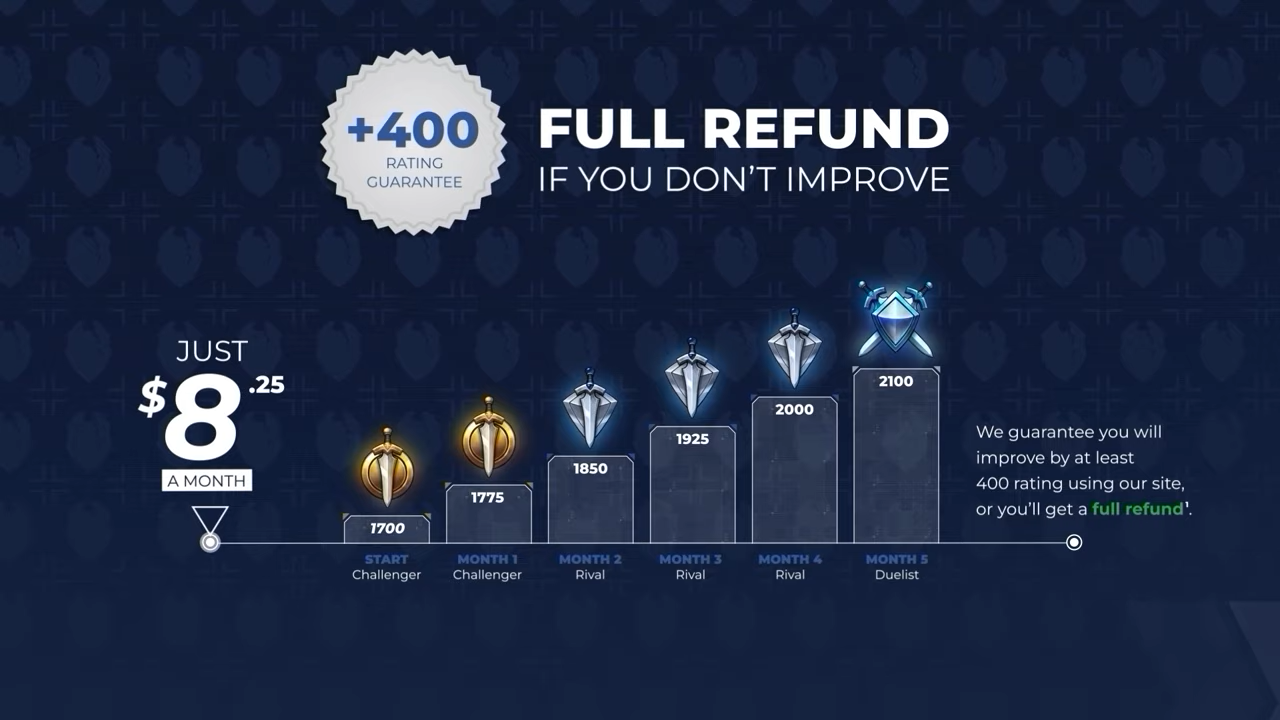 +400
RATING
GUARANTEE
FULL REFUND
IF YOU DON'T IMPROVE
JUST
$8.25
A MONTH
1700
1775
1850
1925
2000
2100
START
Challenger
MONTH 1
Challenger
MONTH 2
Rival
MONTH 3
Rival
MONTH 4
Rival
MONTH 5
Duelist
We guarantee you will
improve by at least
400 rating using our site,
or you'll get a full refund¹.